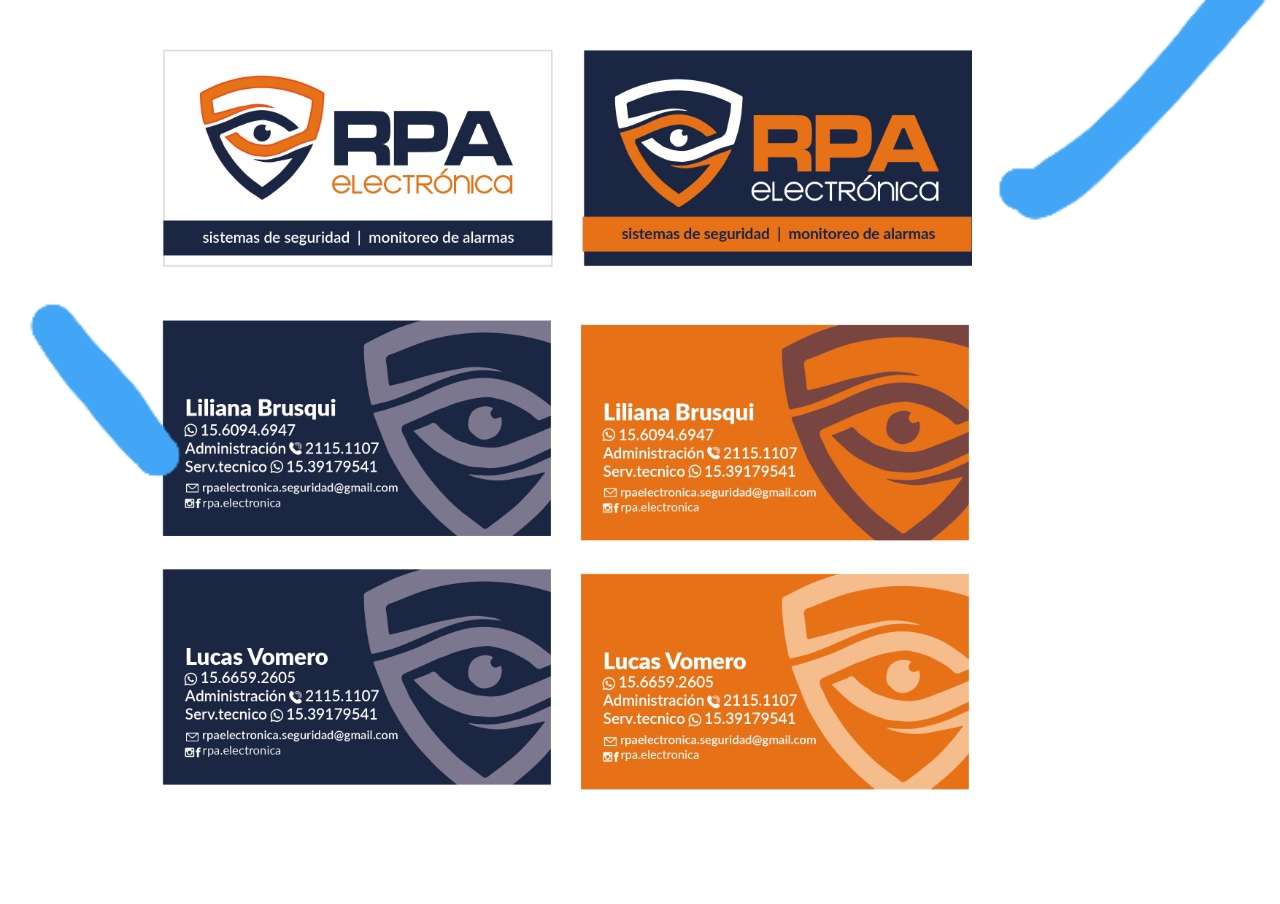 RPA
electrónica
sistemas de seguridad | monitoreo de alarmas
RPA
electrónica
sistemas de seguridad | monitoreo de alarmas
Liliana Brusqui
15.6094.6947
Administración 2115.1107
Serv.tecnico 15.39179541
rpaelectronica.seguridad@gmail.com
rpa.electronica
Liliana Brusqui
15.6094.6947
Administración 2115.1107
Serv.tecnico 15.39179541
rpaelectronica.seguridad@gmail.com
rpa.electronica
Lucas Vomero
15.6659.2605
Administración 2115.1107
Serv.tecnico 15.39179541
rpaelectronica.seguridad@gmail.com
rpa.electronica
Lucas Vomero
15.6659.2605
Administración 2115.1107
Serv.tecnico 15.39179541
rpaelectronica.seguridad@gmail.com
rpa.electronica